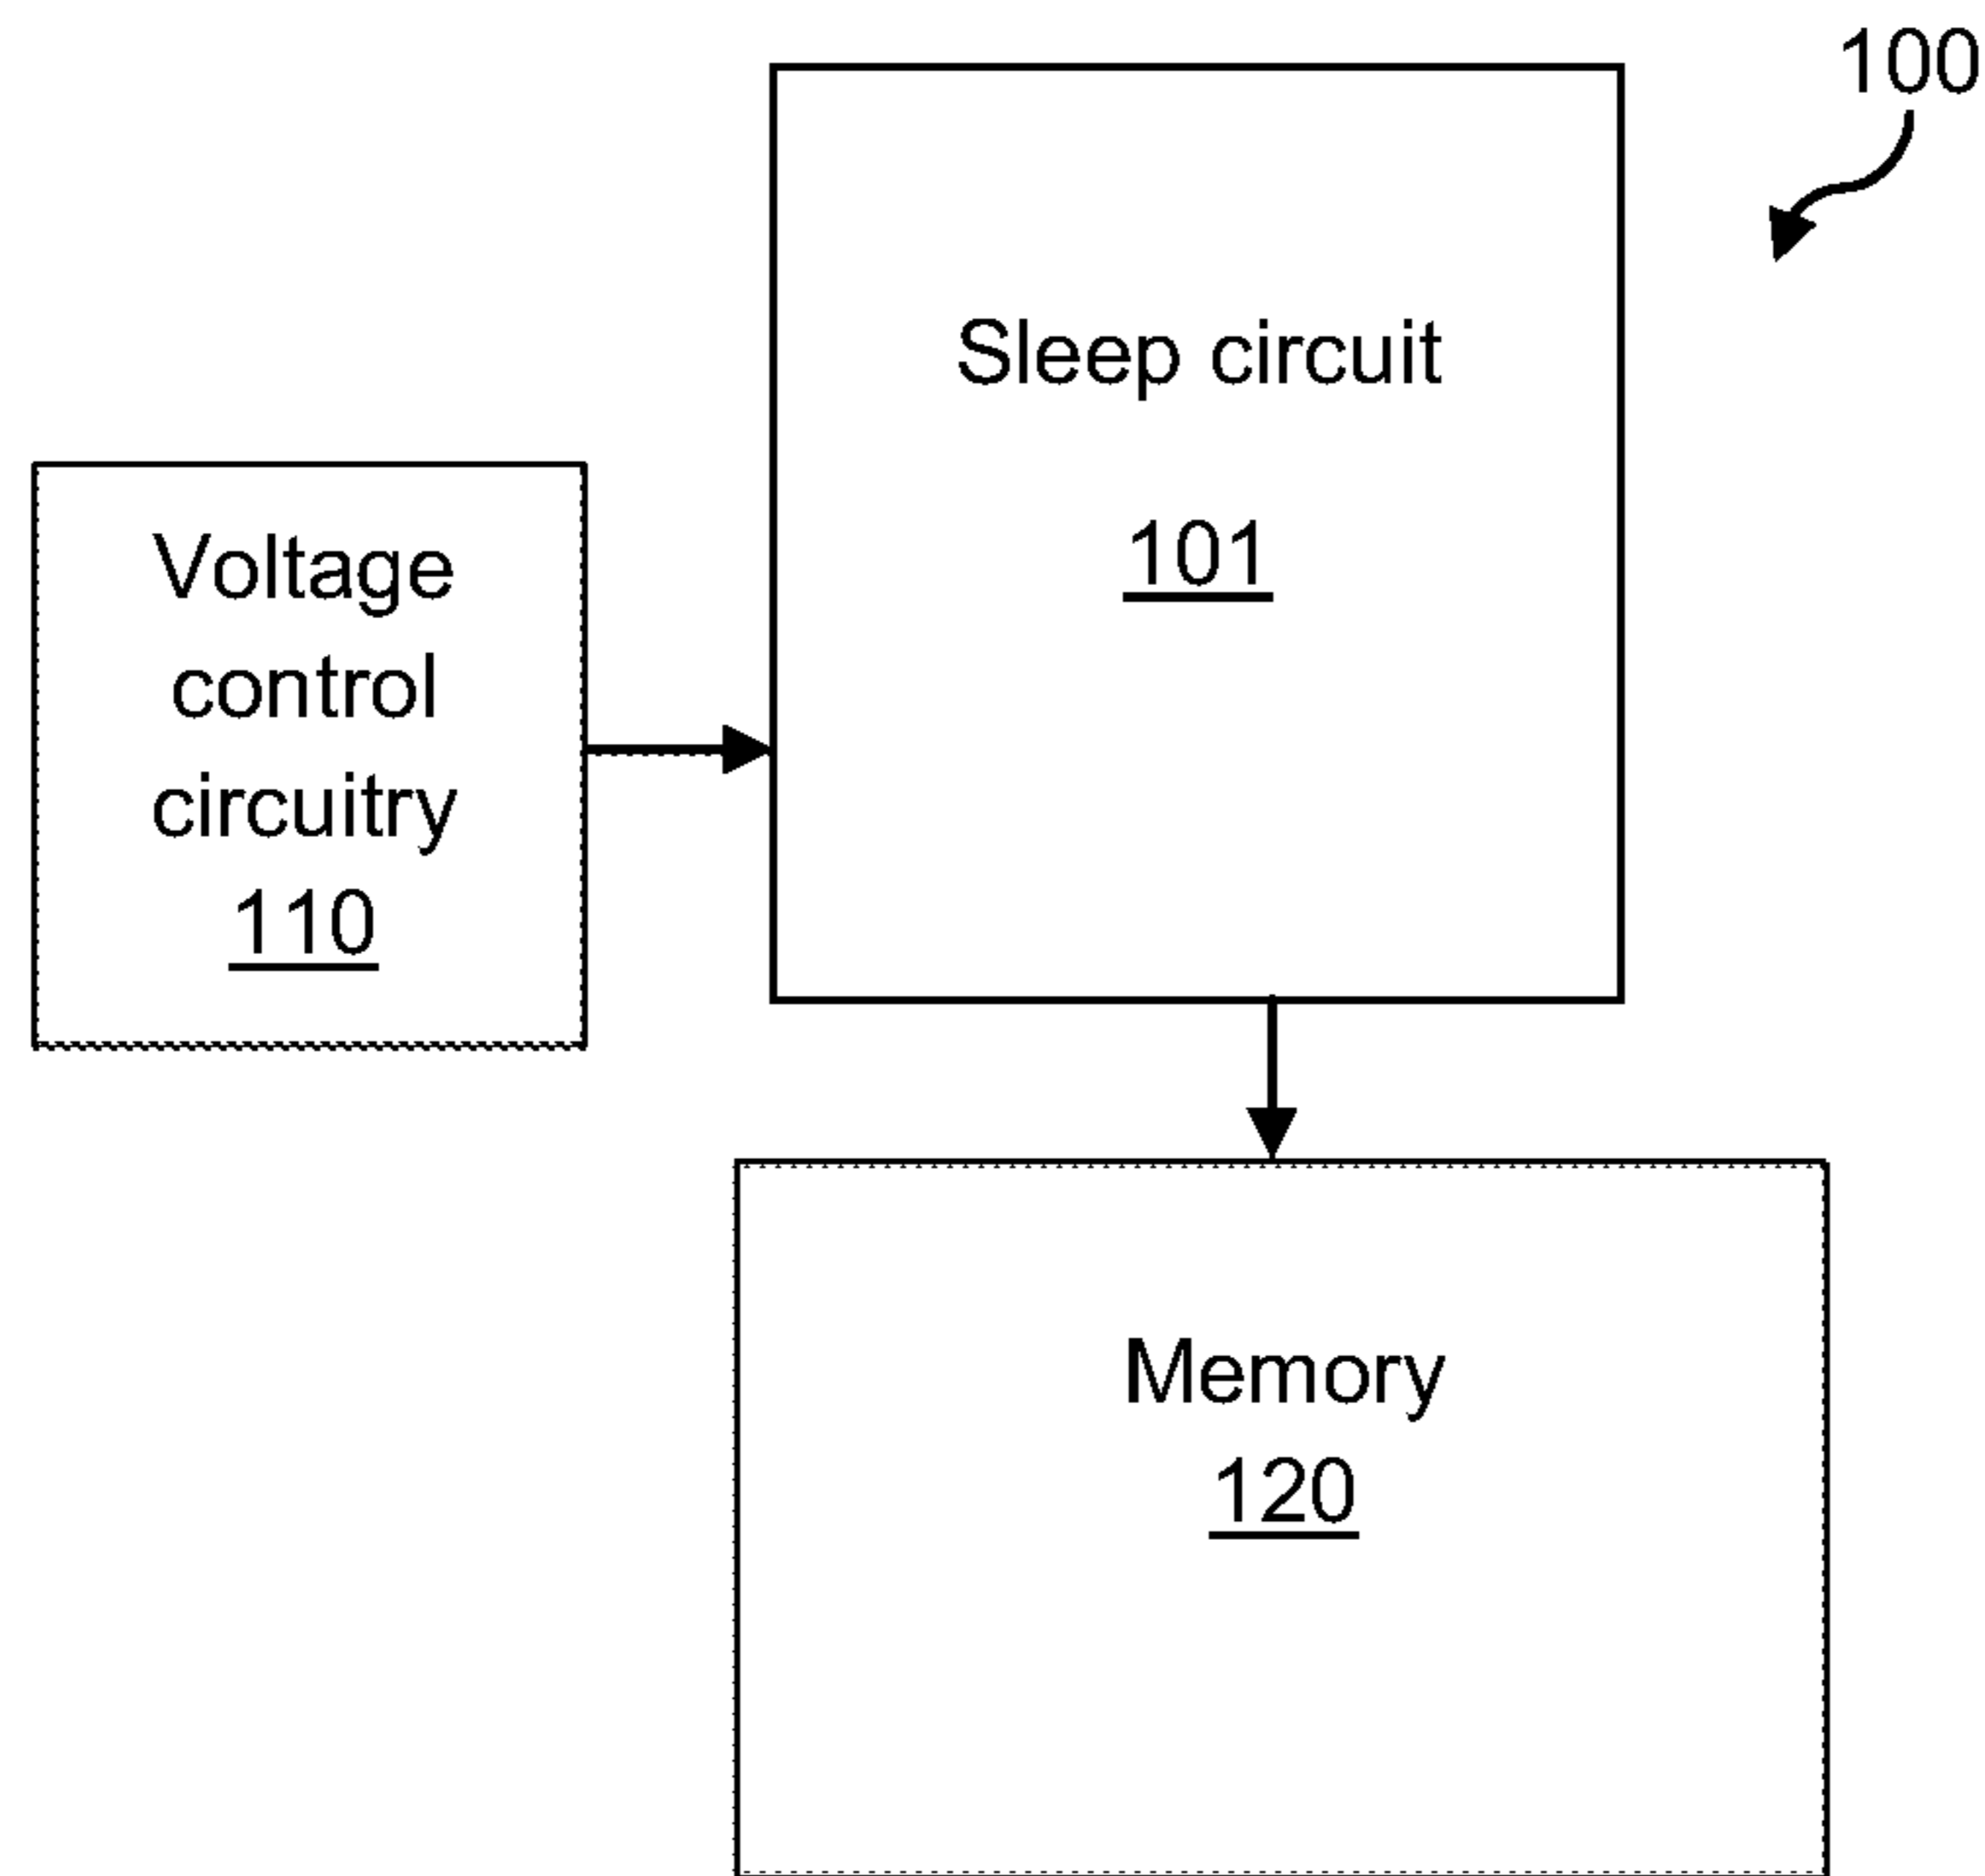 100
Sleep circuit
101
Voltage
control
circuitry
110
Memory
120